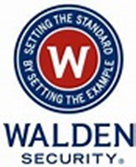 SETTING THE STANDARD
BY SETTING THE EXAMPLE
W
WALDEN
SECURITY®